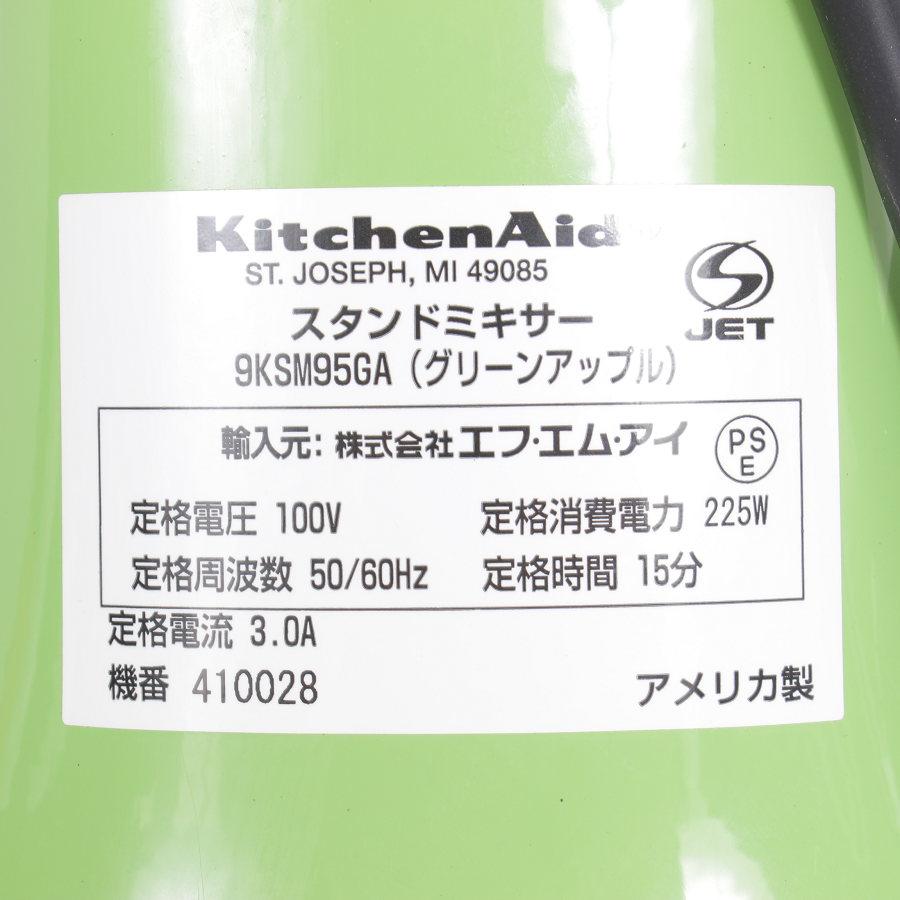 KitchenAid
ST. JOSEPH, MI 49085
スタンドミキサー
9KSM95GA (グリーンアップル)
S
JET
輸入元: 株式会社エフ・エム・アイ
PS
E
定格電圧 100V 定格消費電力 225W
定格周波数 50/60Hz 定格時間 15分
定格電流 3.0A
機番 410028
アメリカ製